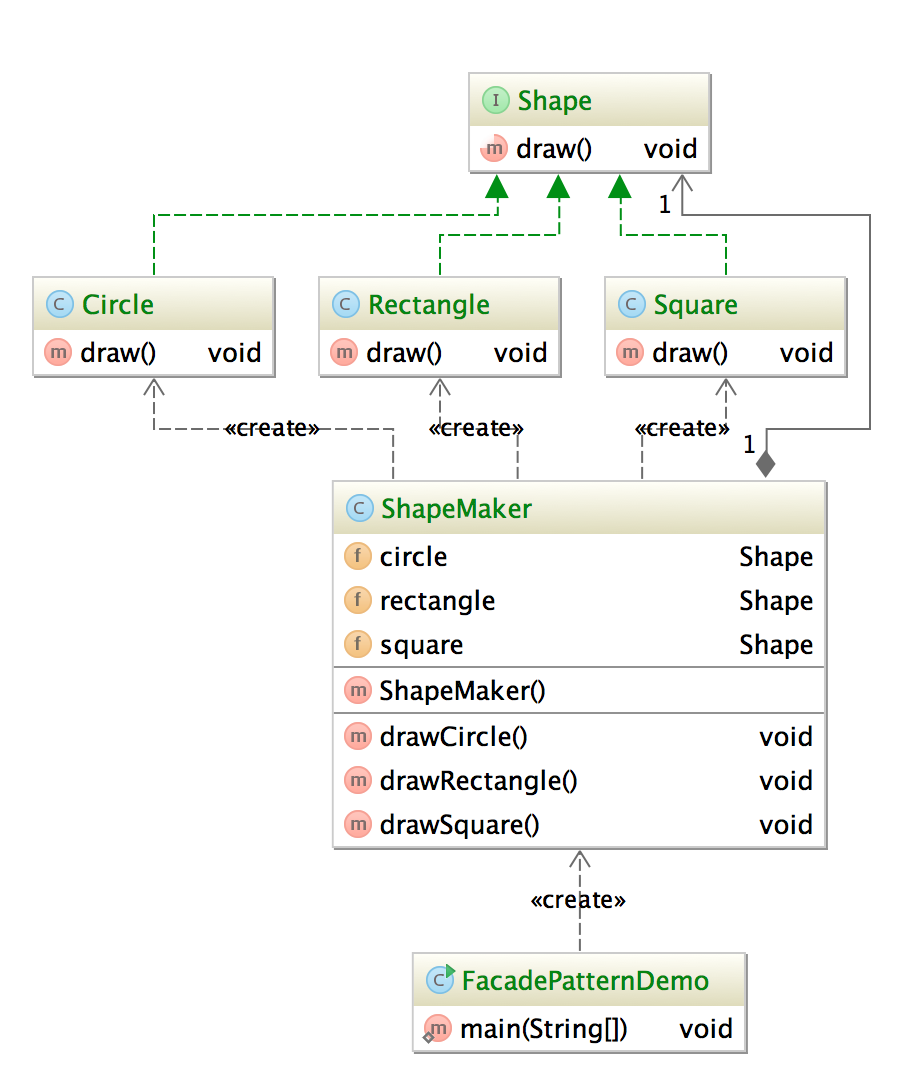 I Shape
m draw() void
1
C Circle
m draw() void
C Rectangle
m draw() void
C Square
m draw() void
«create» «create» «create»
1
C ShapeMaker
f circle Shape
f rectangle Shape
f square Shape
m ShapeMaker()
m drawCircle() void
m drawRectangle() void
m drawSquare() void
«create»
C FacadePatternDemo
m main(String[]) void